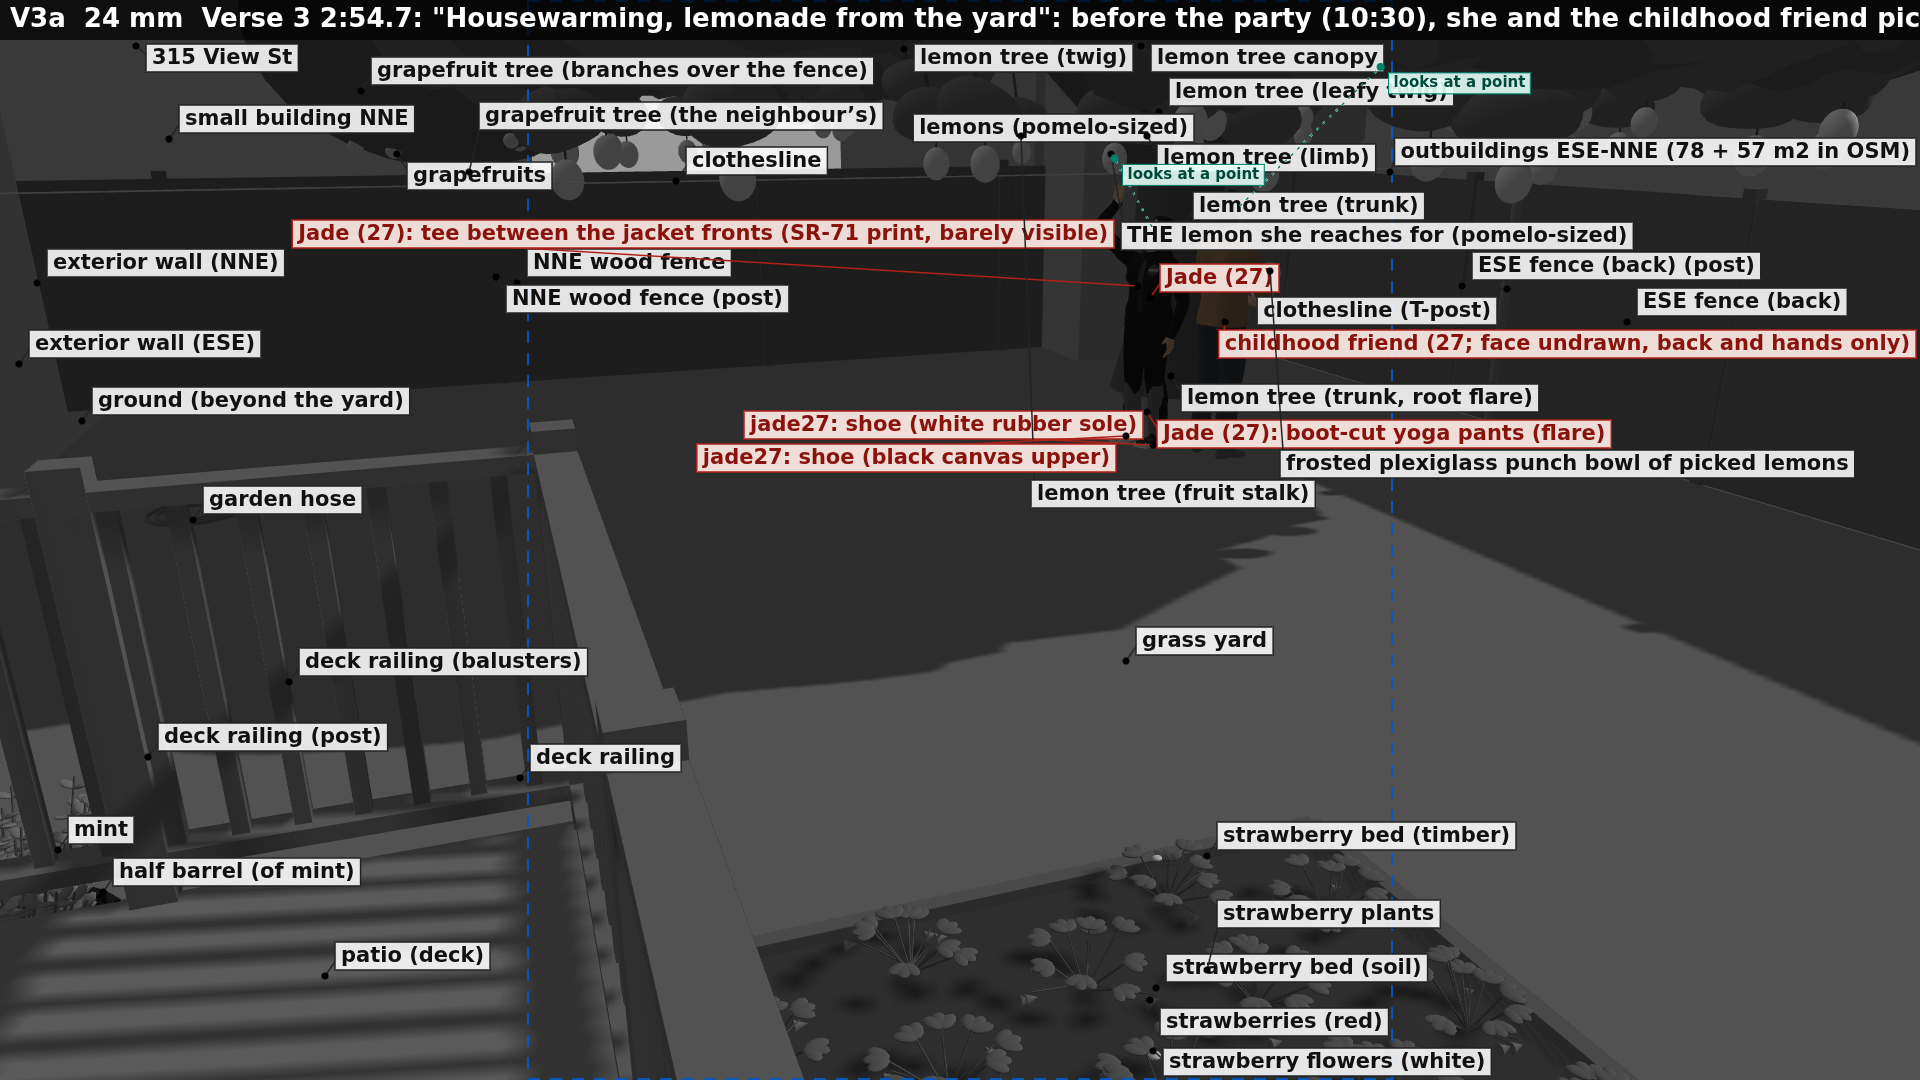 V3a  24 mm  Verse 3 2:54.7: "Housewarming, lemonade from the yard": before the party (10:30), she and the childhood friend pic
315 View St
lemon tree (twig)
lemon tree canopy
grapefruit tree (branches over the fence)
looks at a point
lemon tree (leafy twig)
small building NNE
grapefruit tree (the neighbour's)
lemons (pomelo-sized)
clothesline
lemon tree (limb)
outbuildings ESE-NNE (78 + 57 m2 in OSM)
grapefruits
looks at a point
lemon tree (trunk)
Jade (27): tee between the jacket fronts (SR-71 print, barely visible)
THE lemon she reaches for (pomelo-sized)
exterior wall (NNE)
NNE wood fence
ESE fence (back) (post)
Jade (27)
NNE wood fence (post)
ESE fence (back)
clothesline (T-post)
exterior wall (ESE)
childhood friend (27; face undrawn, back and hands only)
ground (beyond the yard)
lemon tree (trunk, root flare)
jade27: shoe (white rubber sole)
Jade (27): boot-cut yoga pants (flare)
jade27: shoe (black canvas upper)
frosted plexiglass punch bowl of picked lemons
garden hose
lemon tree (fruit stalk)
grass yard
deck railing (balusters)
deck railing (post)
deck railing
mint
strawberry bed (timber)
half barrel (of mint)
strawberry plants
patio (deck)
strawberry bed (soil)
strawberries (red)
strawberry flowers (white)